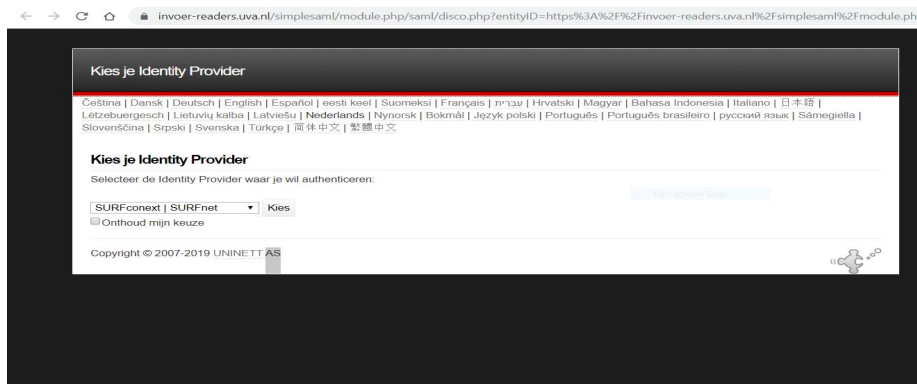 invoer-readers.uva.nl/simplesaml/module.php/saml/disco.php?entityID=https%3A%2F%2Finvoer-readers.uva.nl%2Fsimplesaml%2Fmodule.ph
Kies je Identity Provider
Čeština | Dansk | Deutsch | English | Español | eesti keel | Suomeksi | Français | עברית | Hrvatski | Magyar | Bahasa Indonesia | Italiano | 日本語 |
Lëtzebuergesch | Lietuvių kalba | Latviešu | Nederlands | Nynorsk | Bokmål | Język polski | Português | Português brasileiro | русский язык | Sámegiella |
Slovenščina | Srpski | Svenska | Türkçe | 简体中文 | 繁體中文
Kies je Identity Provider
Selecteer de Identity Provider waar je wil authenticeren:
SURFconext | SURFnet Kies
Onthoud mijn keuze
Copyright © 2007-2019 UNINETT AS